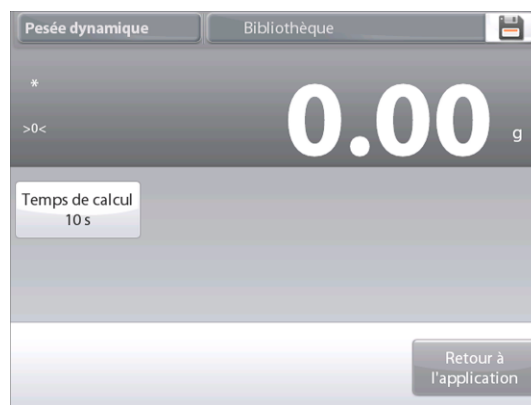 Pesée dynamique
Bibliothèque
*
>0<
0.00 g
Temps de calcul
10 s
Retour à
l'application